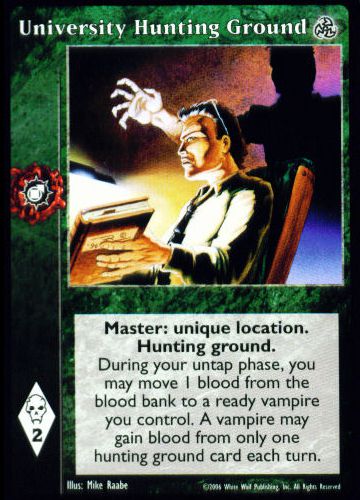 University Hunting Ground
Master: unique location.
Hunting ground.
During your untap phase, you
may move 1 blood from the
blood bank to a ready vampire
you control. A vampire may
gain blood from only one
hunting ground card each turn.
2
Illus: Mike Raabe
©2006 White Wolf Publishing, Inc. All Rights Reserved.